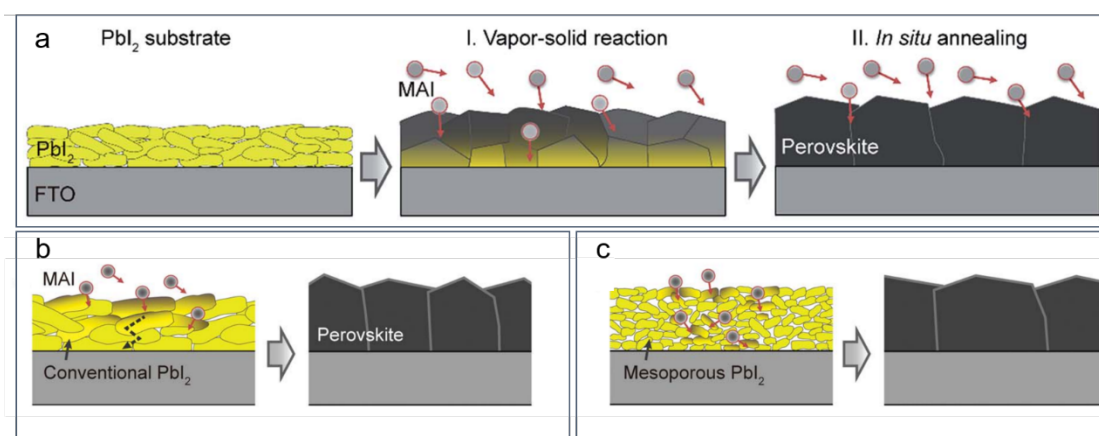 a
PbI₂ substrate
I. Vapor-solid reaction
II. In situ annealing
MAI
PbI₂
FTO
Perovskite
b
MAI
Conventional PbI₂
Perovskite
c
Mesoporous PbI₂